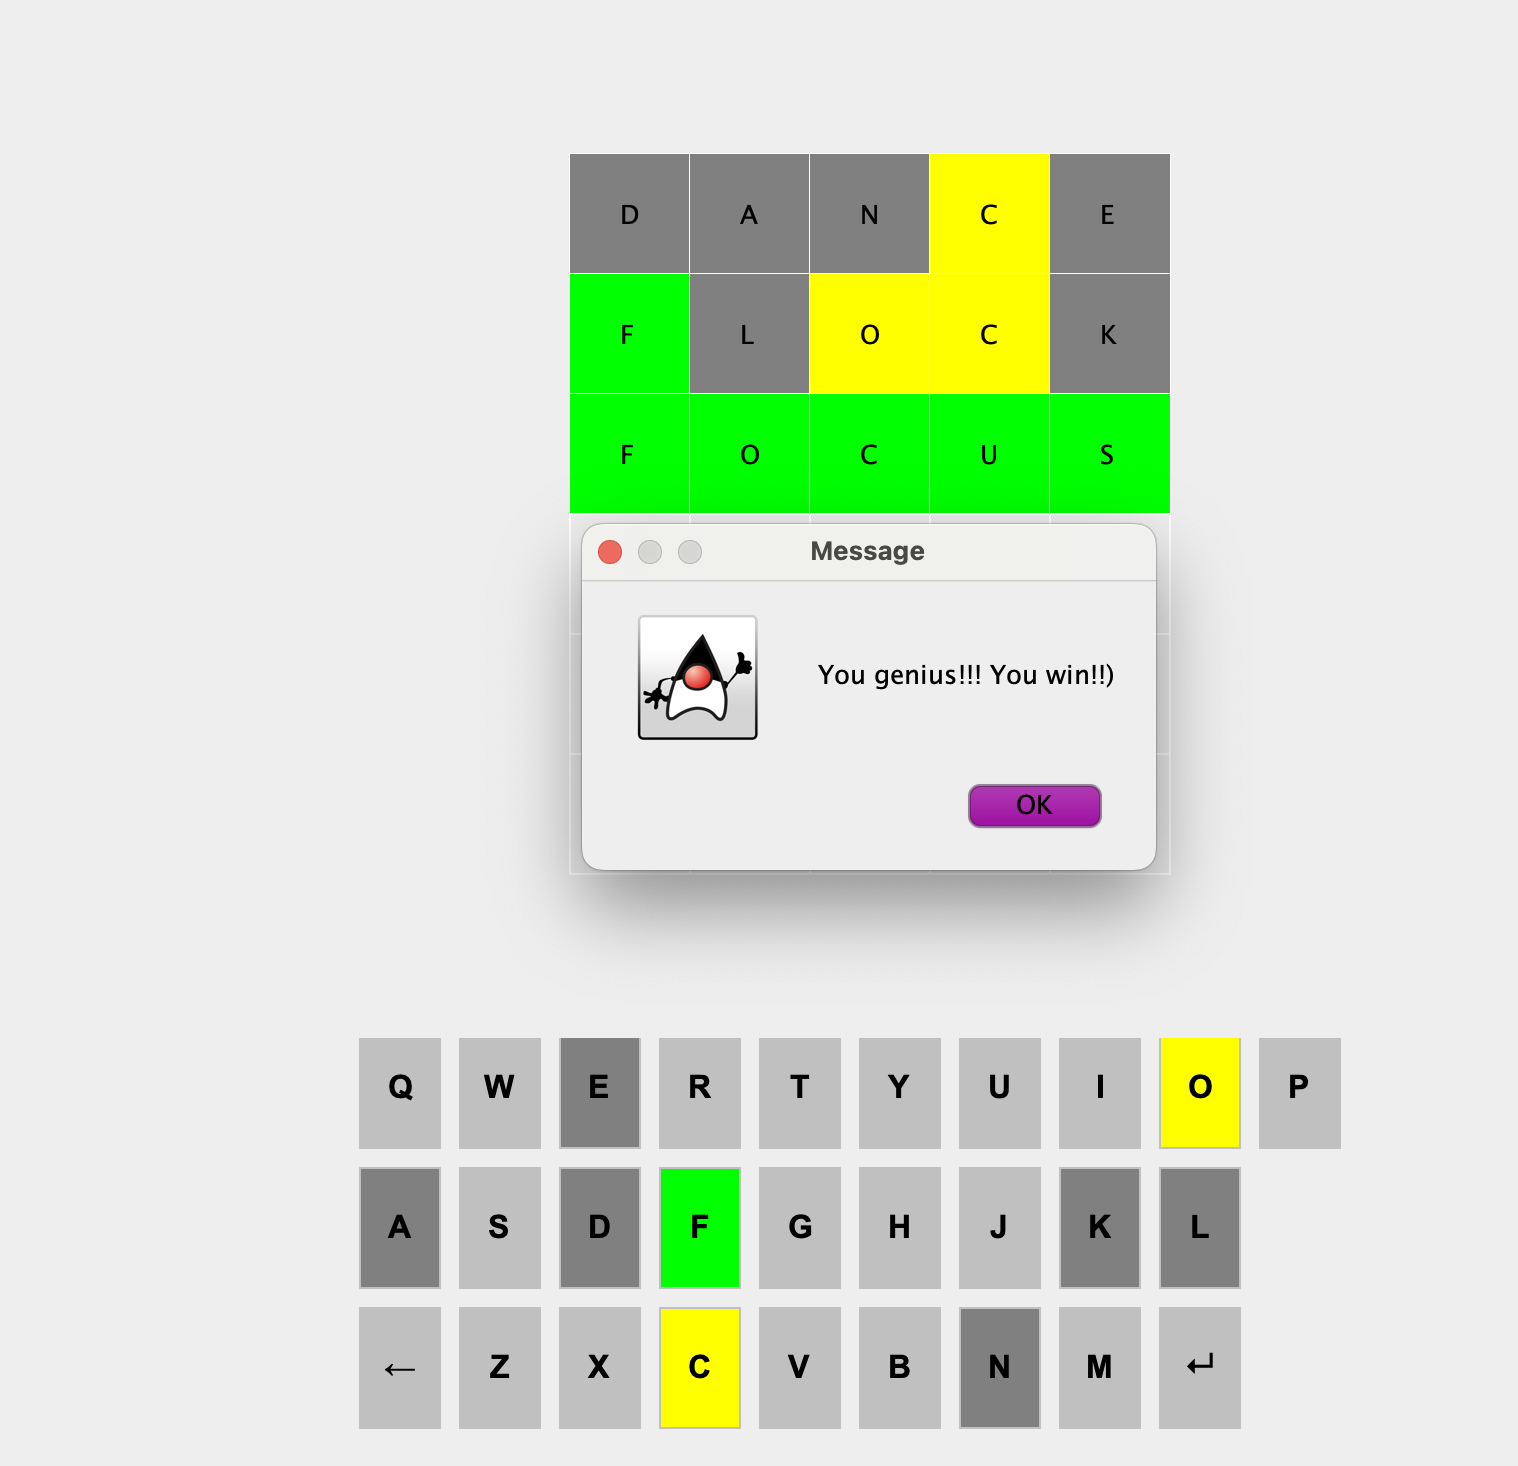 D A N C E
F L O C K
F O C U S
Message
You genius!!! You win!!)
OK
Q W E R T Y U I O P
A S D F G H J K L
← Z X C V B N M ↵